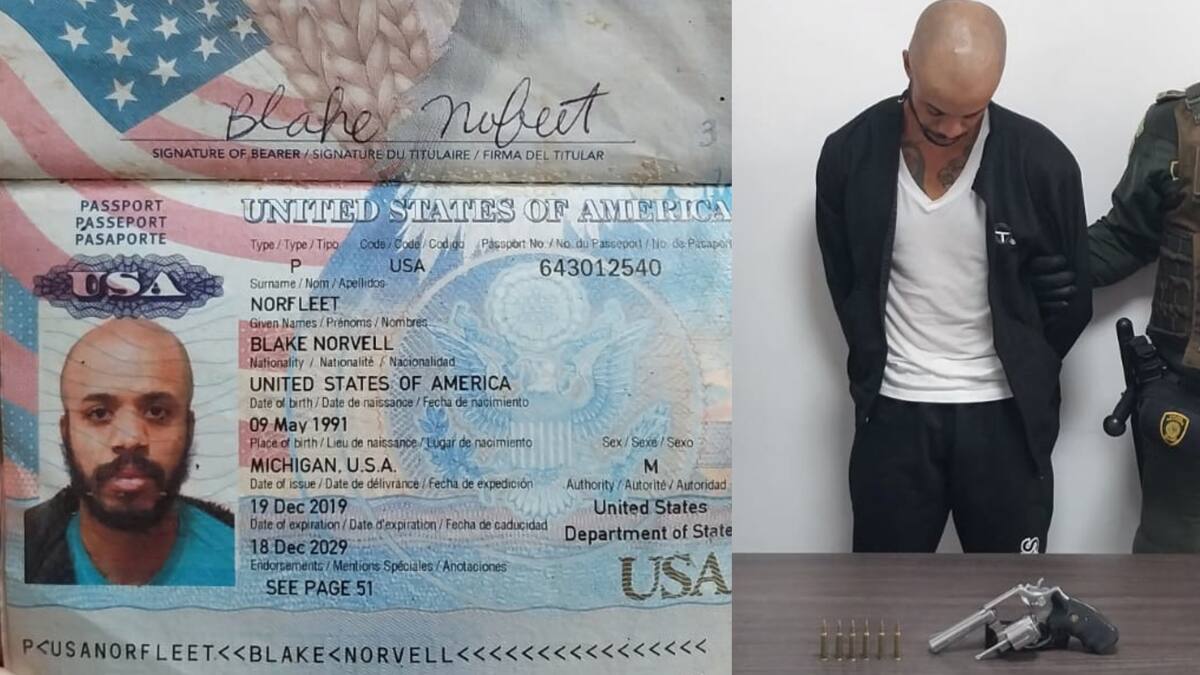 Blake Norfleet
3
SIGNATURE OF BEARER / SIGNATURE DU TITULAIRE / FIRMA DEL TITULAR
PASSPORT
PASSEPORT
PASAPORTE
USA
UNITED STATES OF AMERICA
Type / Type / Tipo Code / Code / Codigo Passport No. / No. du Passeport / No. de Pasaport
P USA 643012540
Surname / Nom / Apellidos
NORFLEET
Given Names / Prénoms / Nombres
BLAKE NORVELL
Nationality / Nationalité / Nacionalidad
UNITED STATES OF AMERICA
Date of birth / Date de naissance / Fecha de nacimiento
09 May 1991
Place of birth / Lieu de naissance / Lugar de nacimiento Sex / Sexe / Sexo
MICHIGAN, U.S.A. M
Date of issue / Date de délivrance / Fecha de expedición Authority / Autorité / Autoridad
19 Dec 2019 United States
Date of expiration / Date d'expiration / Fecha de caducidad Department of State
18 Dec 2029
Endorsements / Mentions Spéciales / Anotaciones
SEE PAGE 51
USA
P<USANORFLEET<<BLAKE<NORVELL<<<<<<<<<<<<<<<<